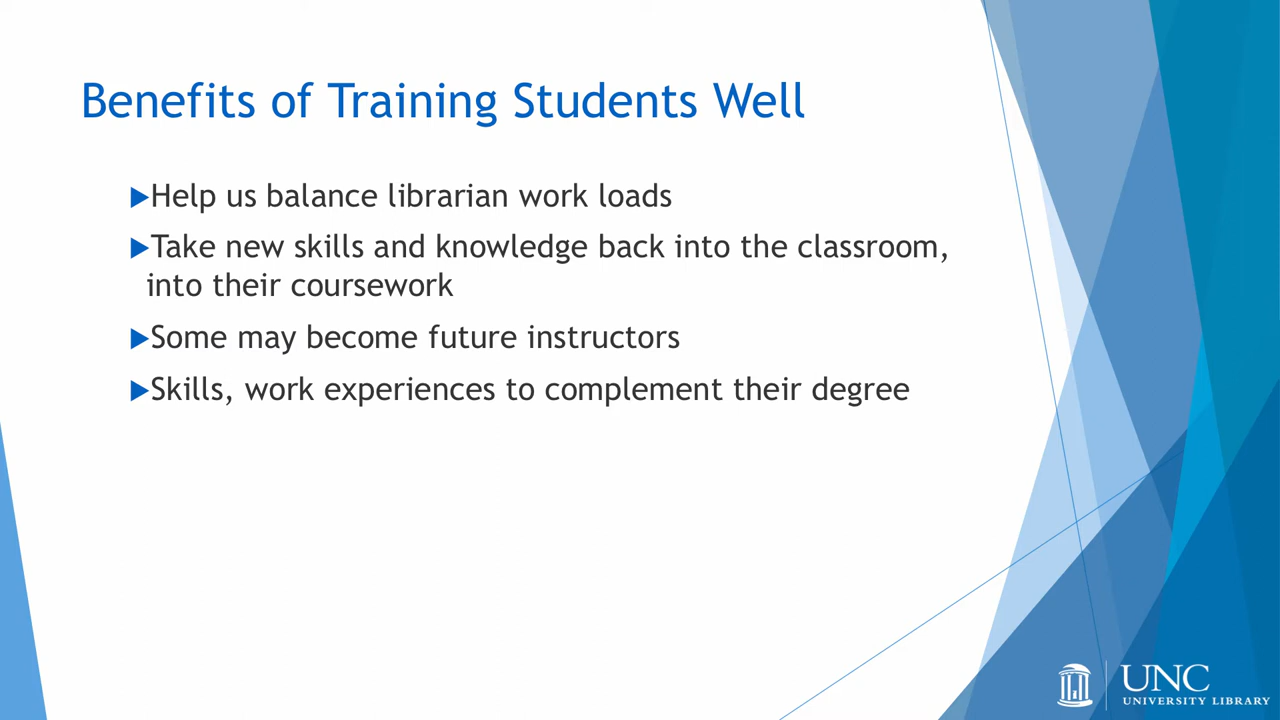 Benefits of Training Students Well
Help us balance librarian work loads
Take new skills and knowledge back into the classroom,
into their coursework
Some may become future instructors
Skills, work experiences to complement their degree
UNC
UNIVERSITY LIBRARY